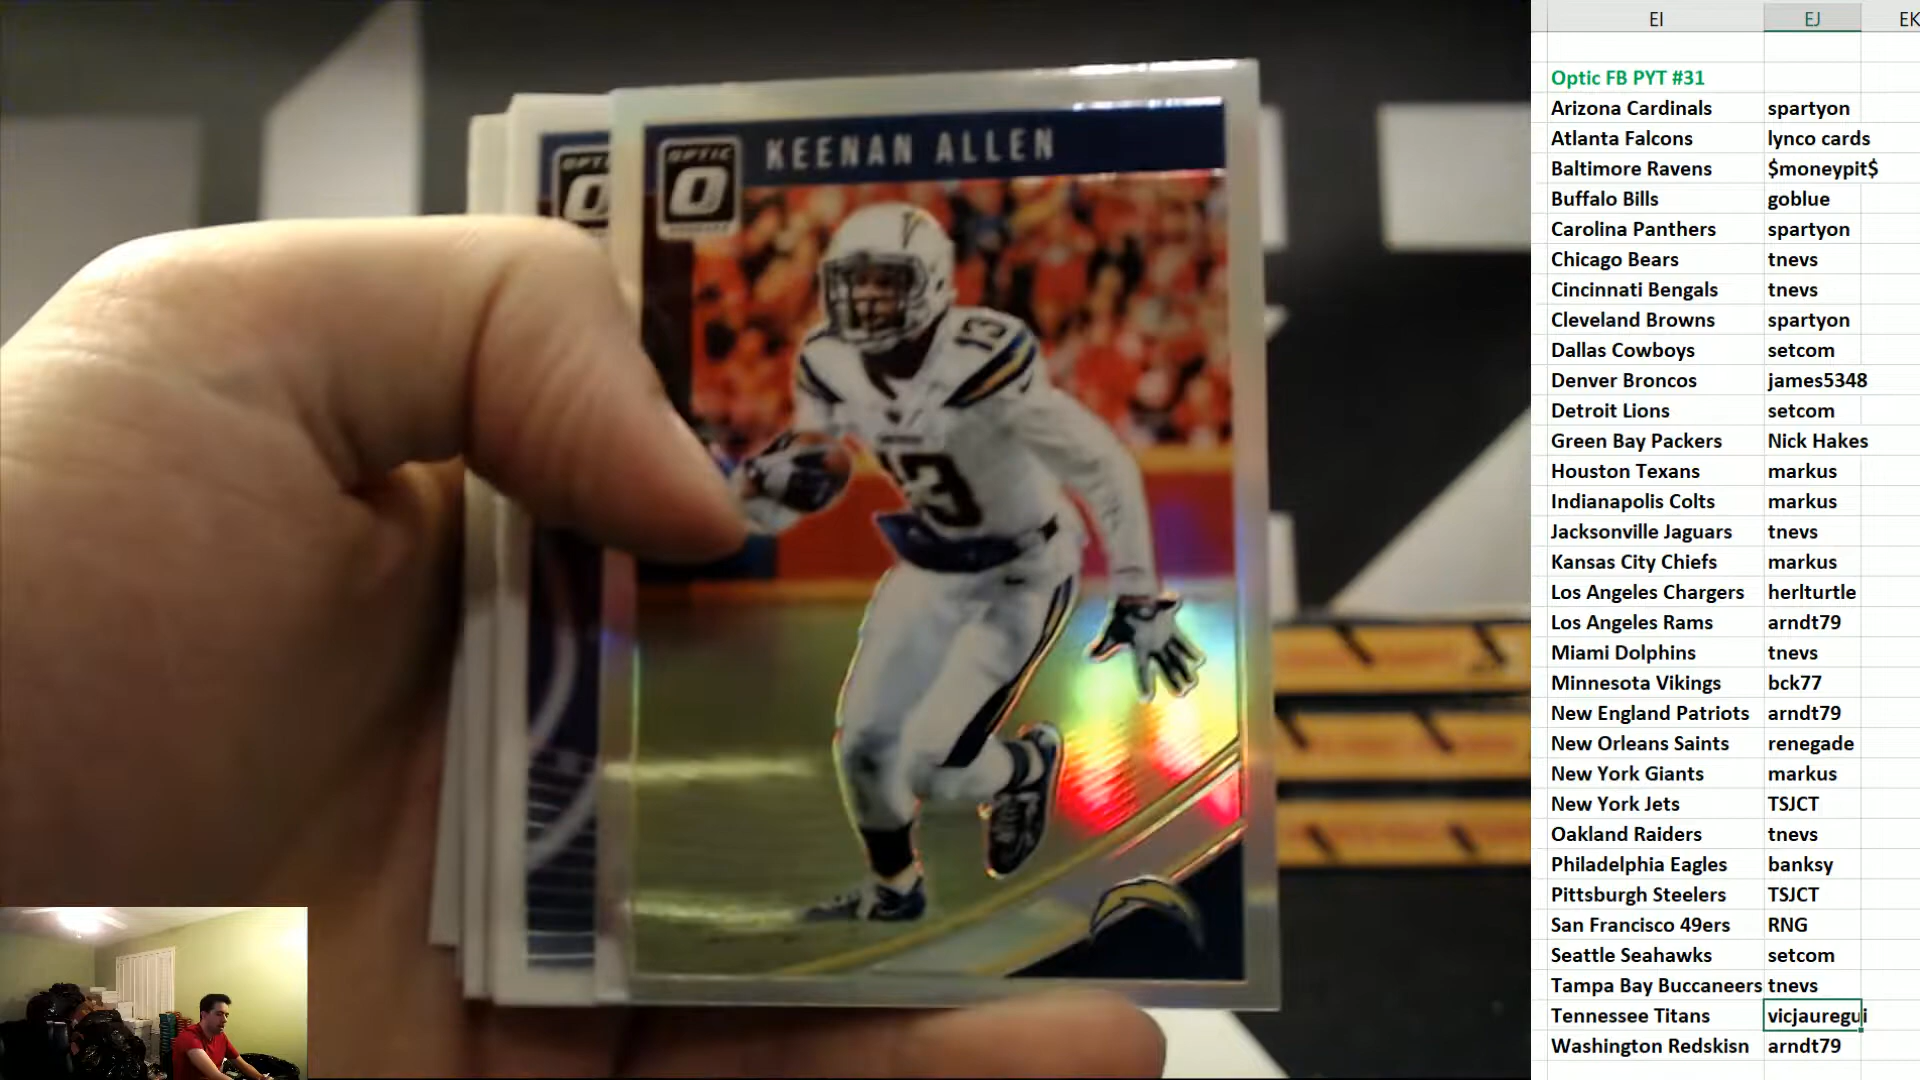 EI EJ EK
Optic FB PYT #31
Arizona Cardinals spartyon
Atlanta Falcons lynco cards
Baltimore Ravens $moneypit$
Buffalo Bills goblue
Carolina Panthers spartyon
Chicago Bears tnevs
Cincinnati Bengals tnevs
Cleveland Browns spartyon
Dallas Cowboys setcom
Denver Broncos james5348
Detroit Lions setcom
Green Bay Packers Nick Hakes
Houston Texans markus
Indianapolis Colts markus
Jacksonville Jaguars tnevs
Kansas City Chiefs markus
Los Angeles Chargers herlturtle
Los Angeles Rams arndt79
Miami Dolphins tnevs
Minnesota Vikings bck77
New England Patriots arndt79
New Orleans Saints renegade
New York Giants markus
New York Jets TSJCT
Oakland Raiders tnevs
Philadelphia Eagles banksy
Pittsburgh Steelers TSJCT
San Francisco 49ers RNG
Seattle Seahawks setcom
Tampa Bay Buccaneers tnevs
Tennessee Titans vicjauregui
Washington Redskisn arndt79
OPTIC
O
KEENAN ALLEN
13
13
OPTI
O